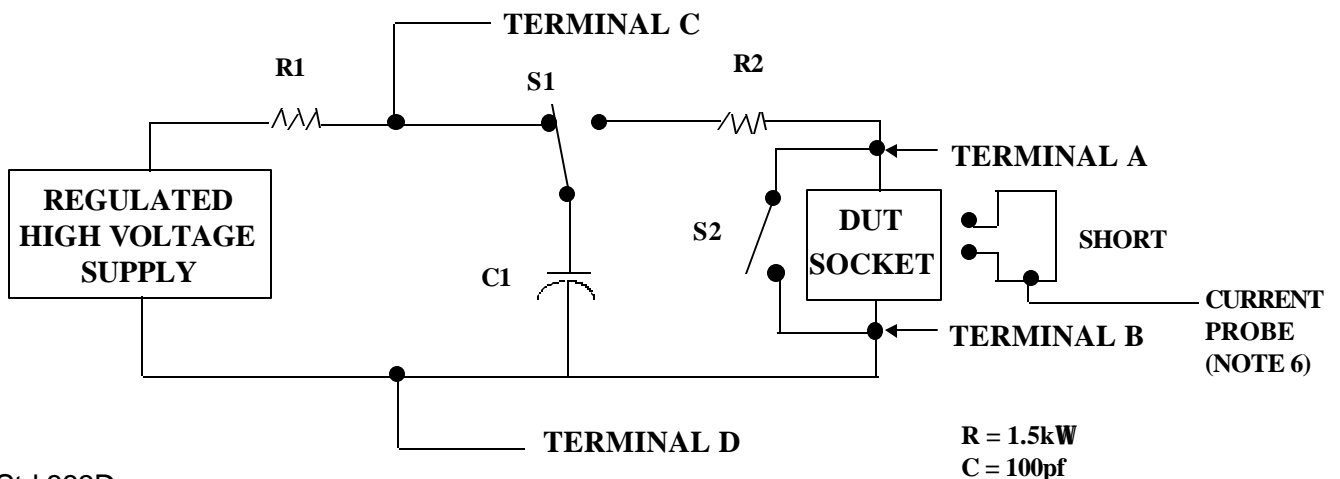 TERMINAL C
R1
S1
R2
TERMINAL A
REGULATED
HIGH VOLTAGE
SUPPLY
S2
DUT
SOCKET
SHORT
C1
CURRENT
PROBE
(NOTE 6)
TERMINAL B
TERMINAL D
R = 1.5kW
C = 100pf